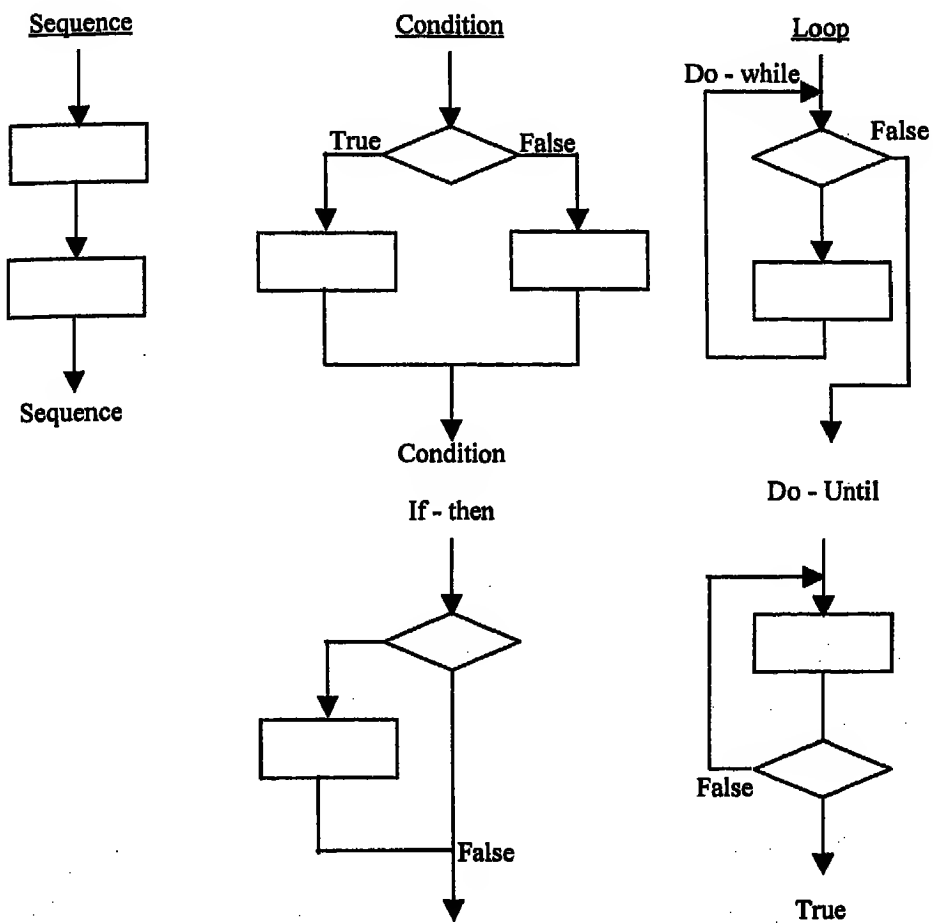 Sequence
Sequence
Condition
True
False
Condition
If - then
False
Loop
Do - while
False
Do - Until
False
True